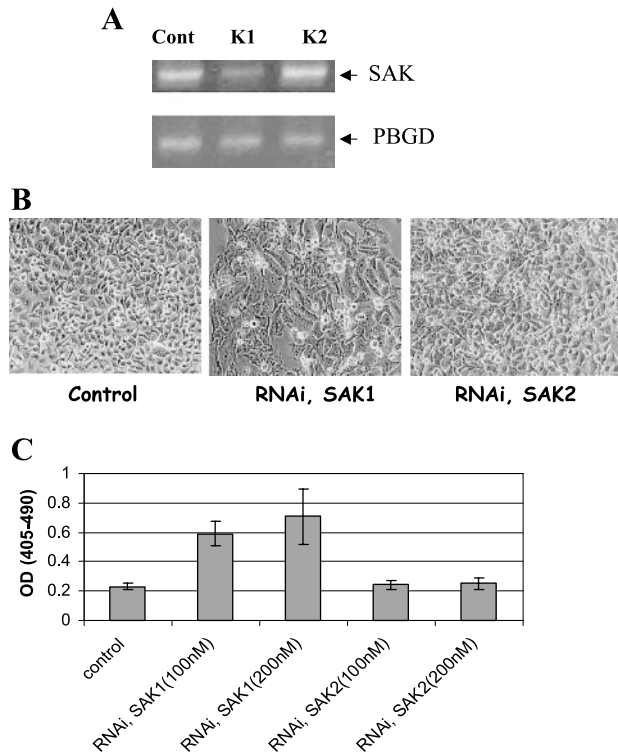 A
Cont K1 K2
SAK
PBGD
B
Control RNAi, SAK1 RNAi, SAK2
C
OD (405-490)
1
0.8
0.6
0.4
0.2
0
control
RNAi, SAK1(100nM)
RNAi, SAK1(200nM)
RNAi, SAK2(100nM)
RNAi, SAK2(200nM)